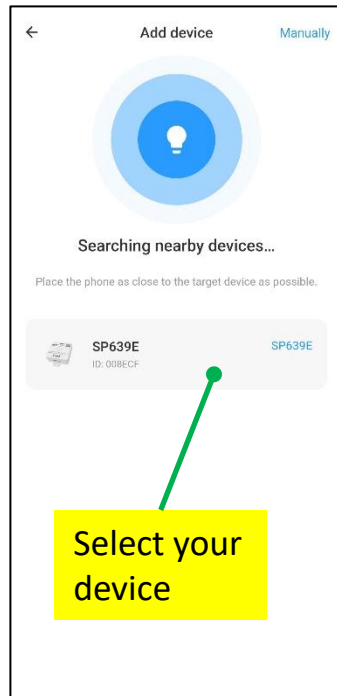 Add device
Manually
Searching nearby devices...
Place the phone as close to the target device as possible.
SP639E
SP639E
ID: 008ECF
Select your
device